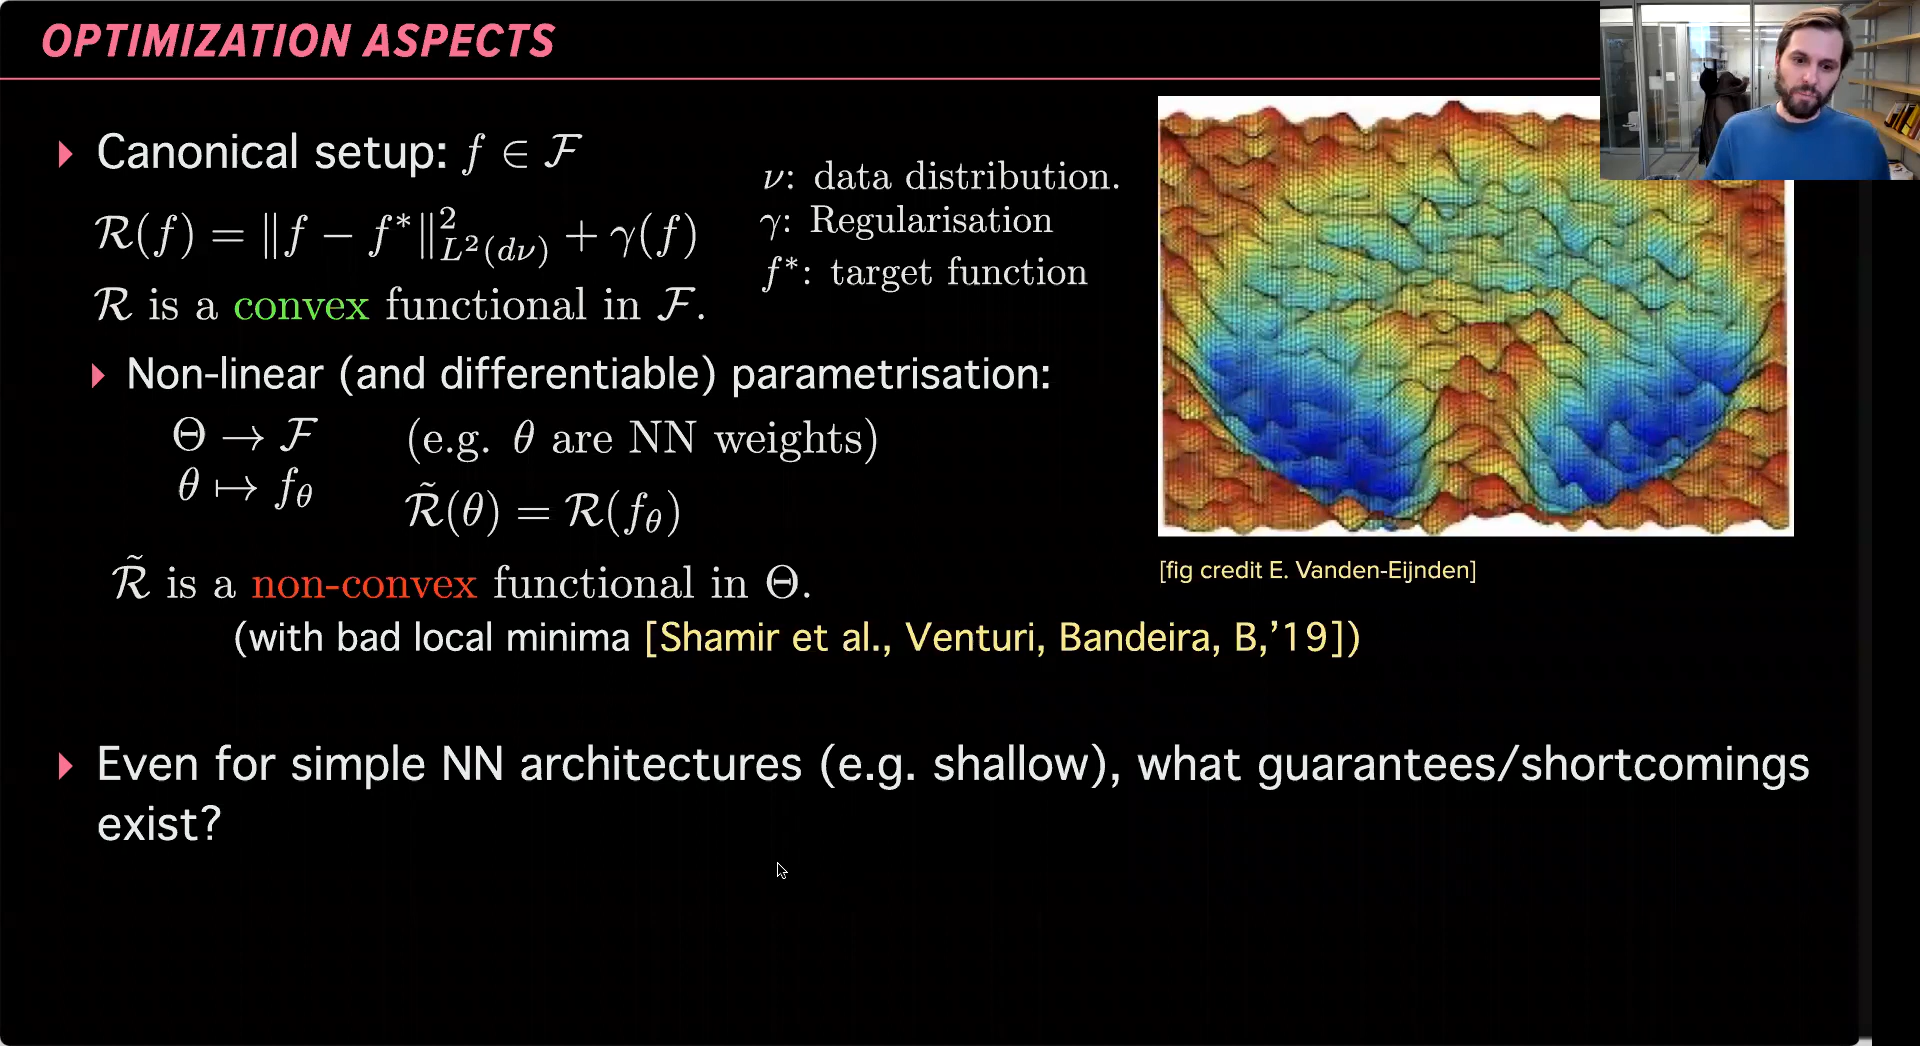 OPTIMIZATION ASPECTS
Canonical setup: f ∈ ℱ
ℛ(f) = ‖f − f*‖²_{L²(dν)} + γ(f)
ν: data distribution.
γ: Regularisation
f*: target function
ℛ is a convex functional in ℱ.
Non-linear (and differentiable) parametrisation:
Θ → ℱ (e.g. θ are NN weights)
θ ↦ f_θ
ℛ̃(θ) = ℛ(f_θ)
ℛ̃ is a non-convex functional in Θ.
(with bad local minima [Shamir et al., Venturi, Bandeira, B,’19])
[fig credit E. Vanden-Eijnden]
Even for simple NN architectures (e.g. shallow), what guarantees/shortcomings
exist?